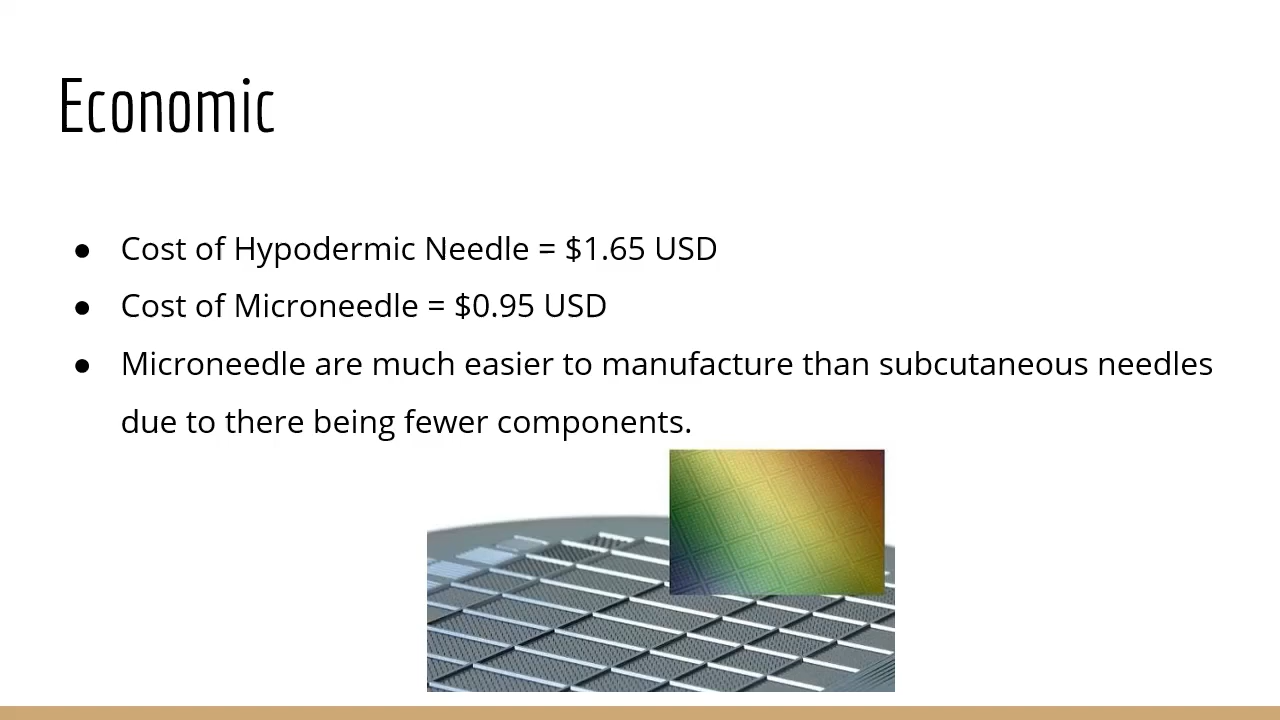 Economic
● Cost of Hypodermic Needle = $1.65 USD
● Cost of Microneedle = $0.95 USD
● Microneedle are much easier to manufacture than subcutaneous needles
due to there being fewer components.